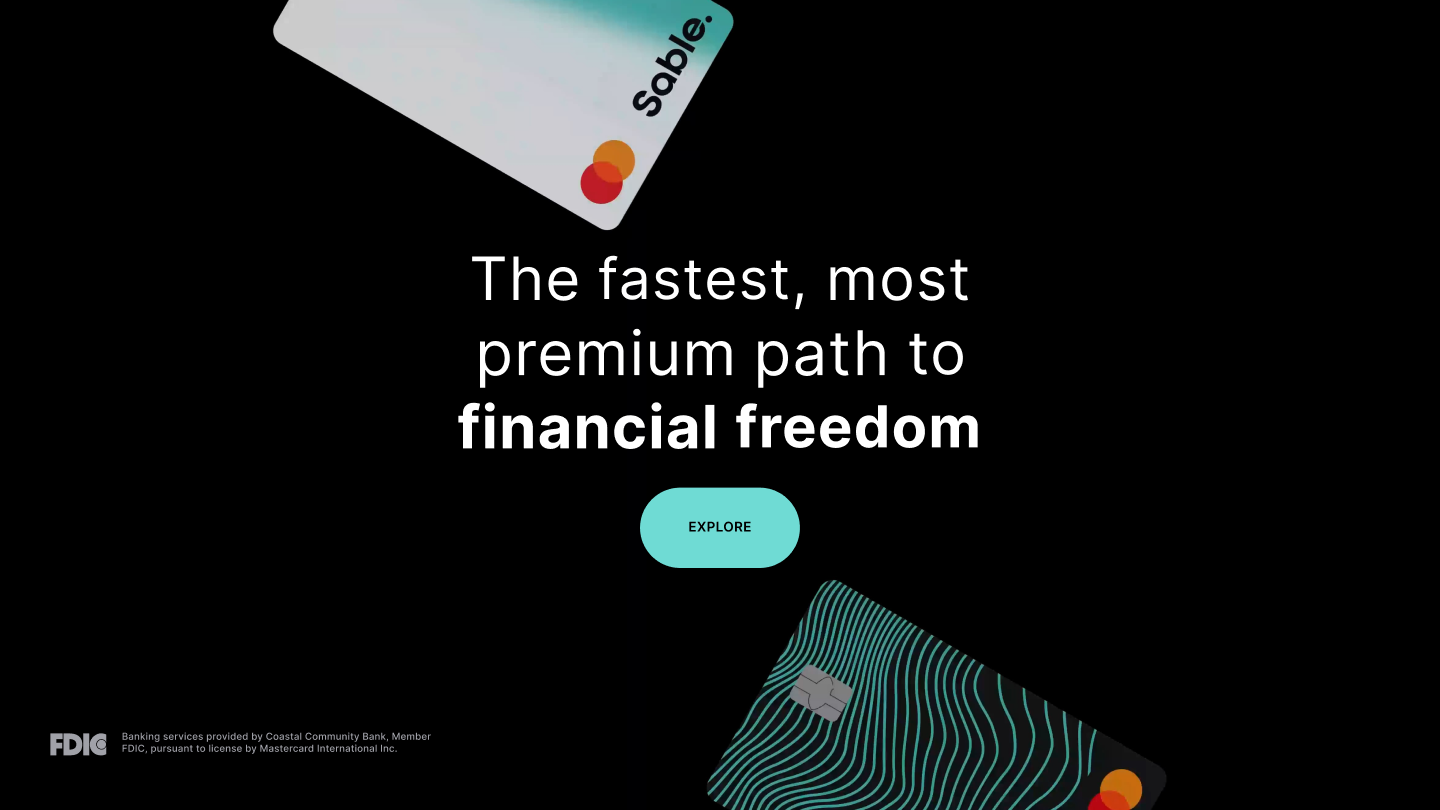 Sable.
The fastest, most
premium path to
financial freedom
EXPLORE
FDIC
Banking services provided by Coastal Community Bank, Member
FDIC, pursuant to license by Mastercard International Inc.